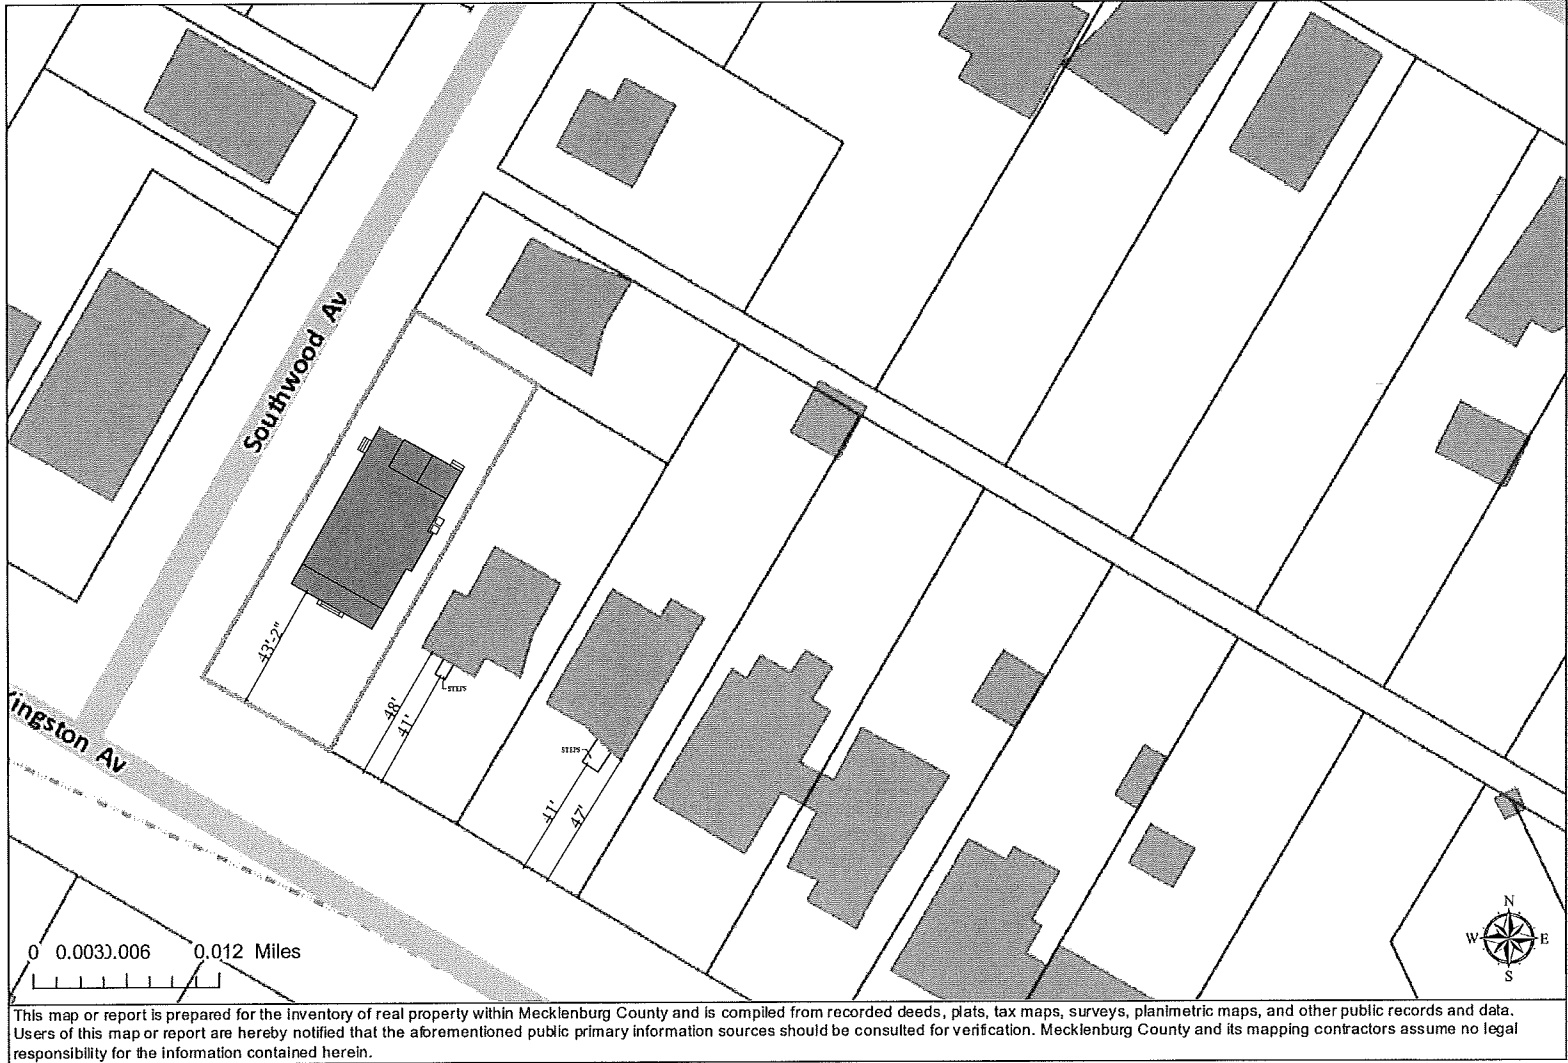 Southwood Av
43'-2"
48'
41'
STEPS
STEPS
41'
47'
Kingston Av
0 0.003 0.006 0.012 Miles
N
W E
S
This map or report is prepared for the inventory of real property within Mecklenburg County and is compiled from recorded deeds, plats, tax maps, surveys, planimetric maps, and other public records and data.
Users of this map or report are hereby notified that the aforementioned public primary information sources should be consulted for verification. Mecklenburg County and its mapping contractors assume no legal
responsibility for the information contained herein.